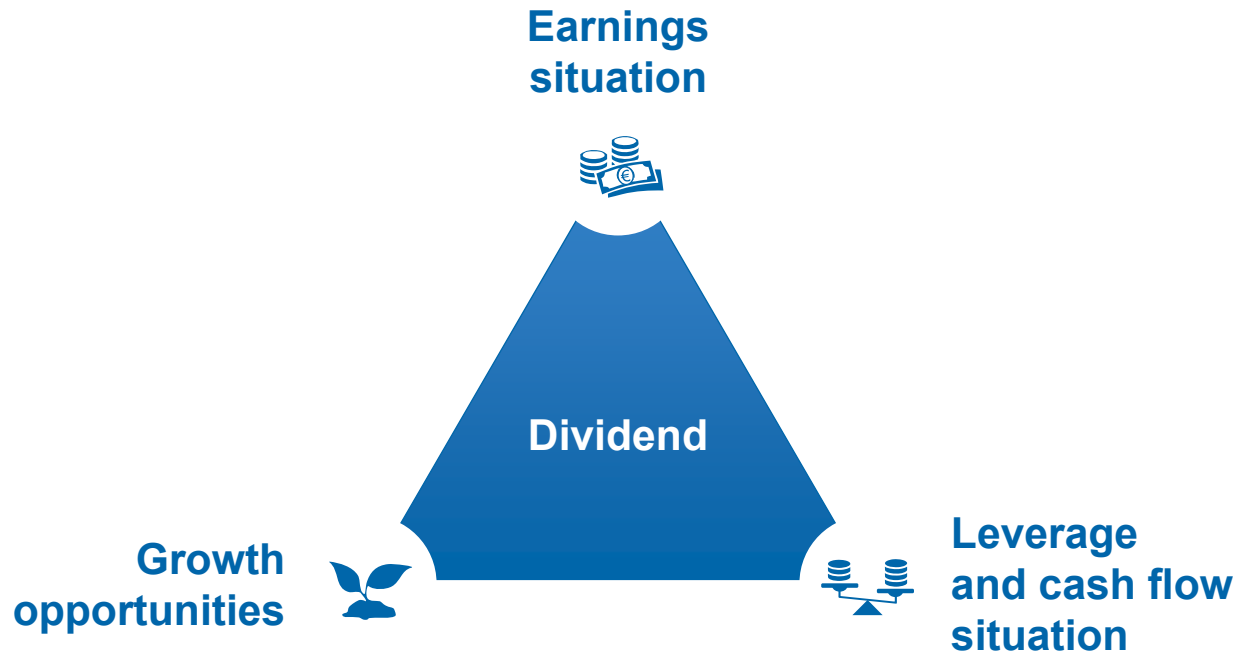 Earnings
situation
€
Dividend
Growth
opportunities
Leverage
and cash flow
situation